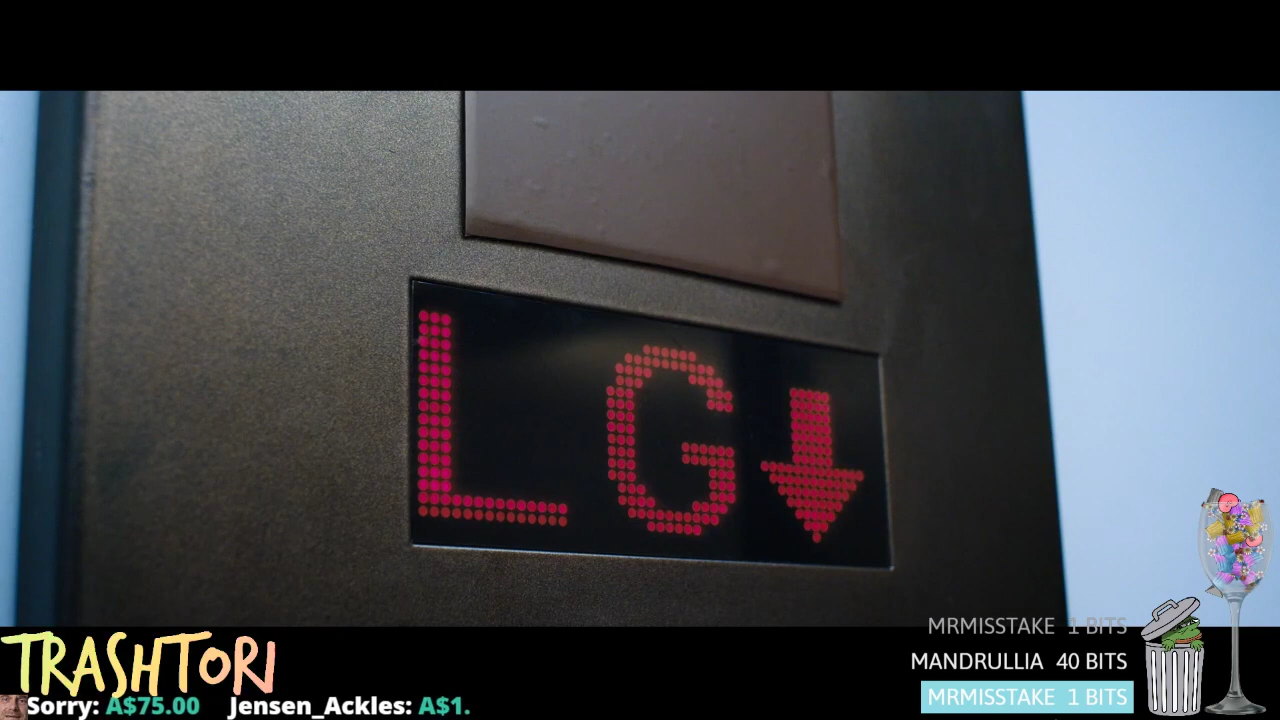 LG
MRMISSTAKE 1 BITS
TRASHTORI
MANDRULLIA 40 BITS
MRMISSTAKE 1 BITS
Sorry: A$75.00 Jensen_Ackles: A$1.